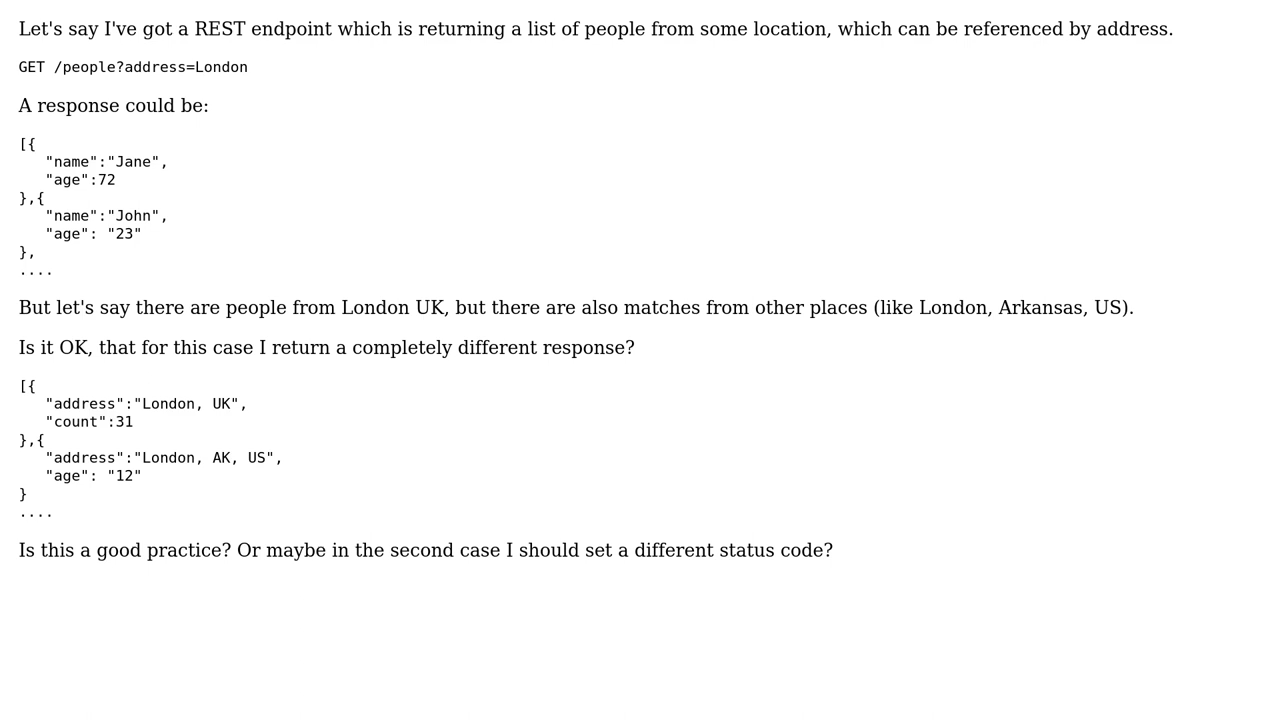 Let's say I've got a REST endpoint which is returning a list of people from some location, which can be referenced by address.
GET /people?address=London
A response could be:
[{
   "name":"Jane",
   "age":72
},{
   "name":"John",
   "age": "23"
},
....
But let's say there are people from London UK, but there are also matches from other places (like London, Arkansas, US).
Is it OK, that for this case I return a completely different response?
[{
   "address":"London, UK",
   "count":31
},{
   "address":"London, AK, US",
   "age": "12"
}
....
Is this a good practice? Or maybe in the second case I should set a different status code?